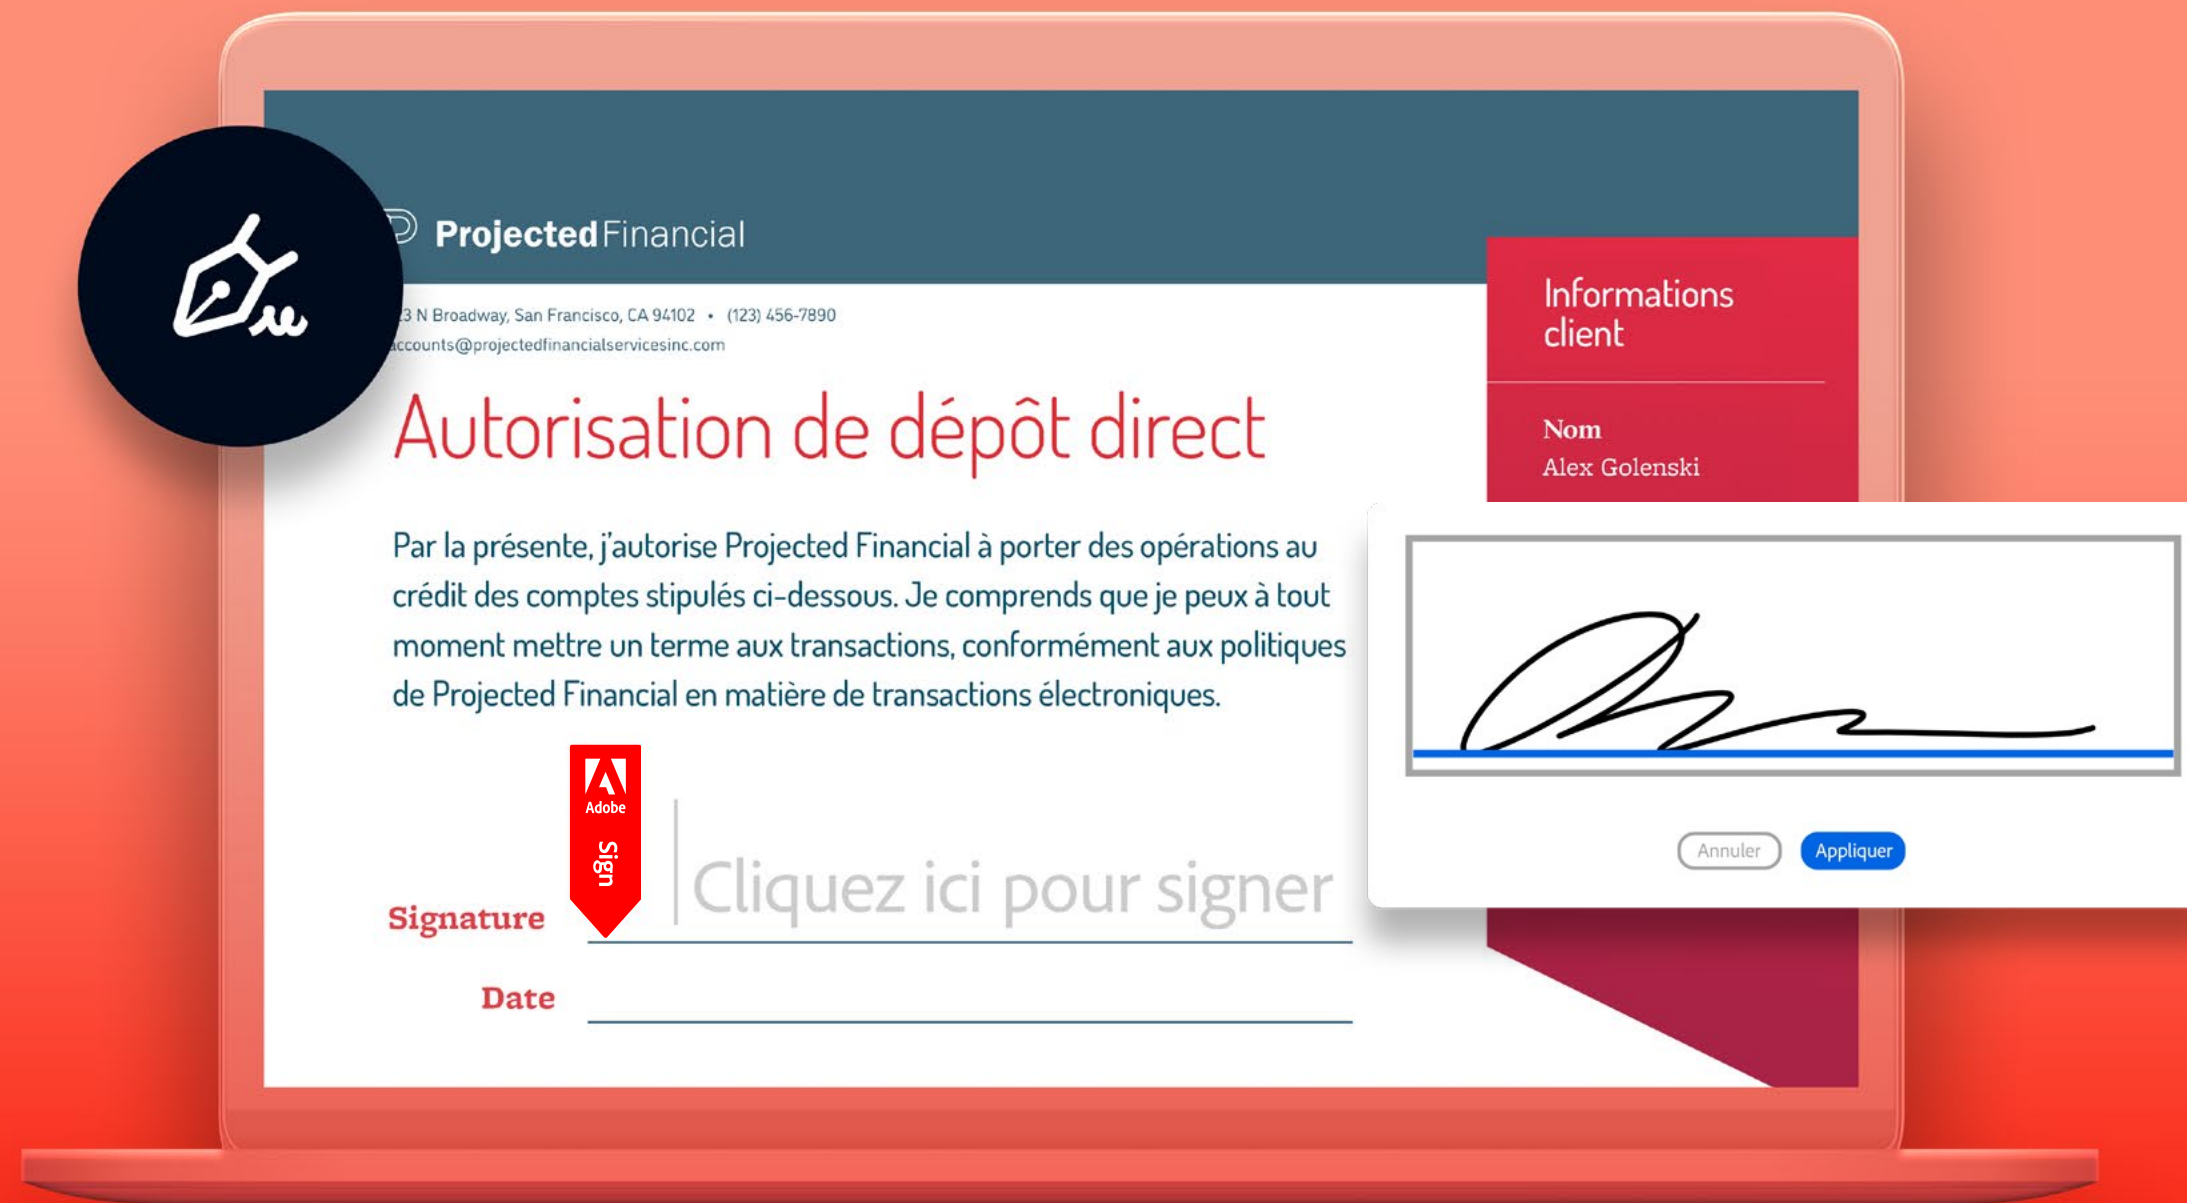 Projected Financial
N Broadway, San Francisco, CA 94102 • (123) 456-7890
accounts@projectedfinancialservicesinc.com
Autorisation de dépôt direct
Par la présente, j'autorise Projected Financial à porter des opérations au
crédit des comptes stipulés ci-dessous. Je comprends que je peux à tout
moment mettre un terme aux transactions, conformément aux politiques
de Projected Financial en matière de transactions électroniques.
Adobe
Sign
Cliquez ici pour signer
Signature
Date
Informations
client
Nom
Alex Golenski
Annuler
Appliquer